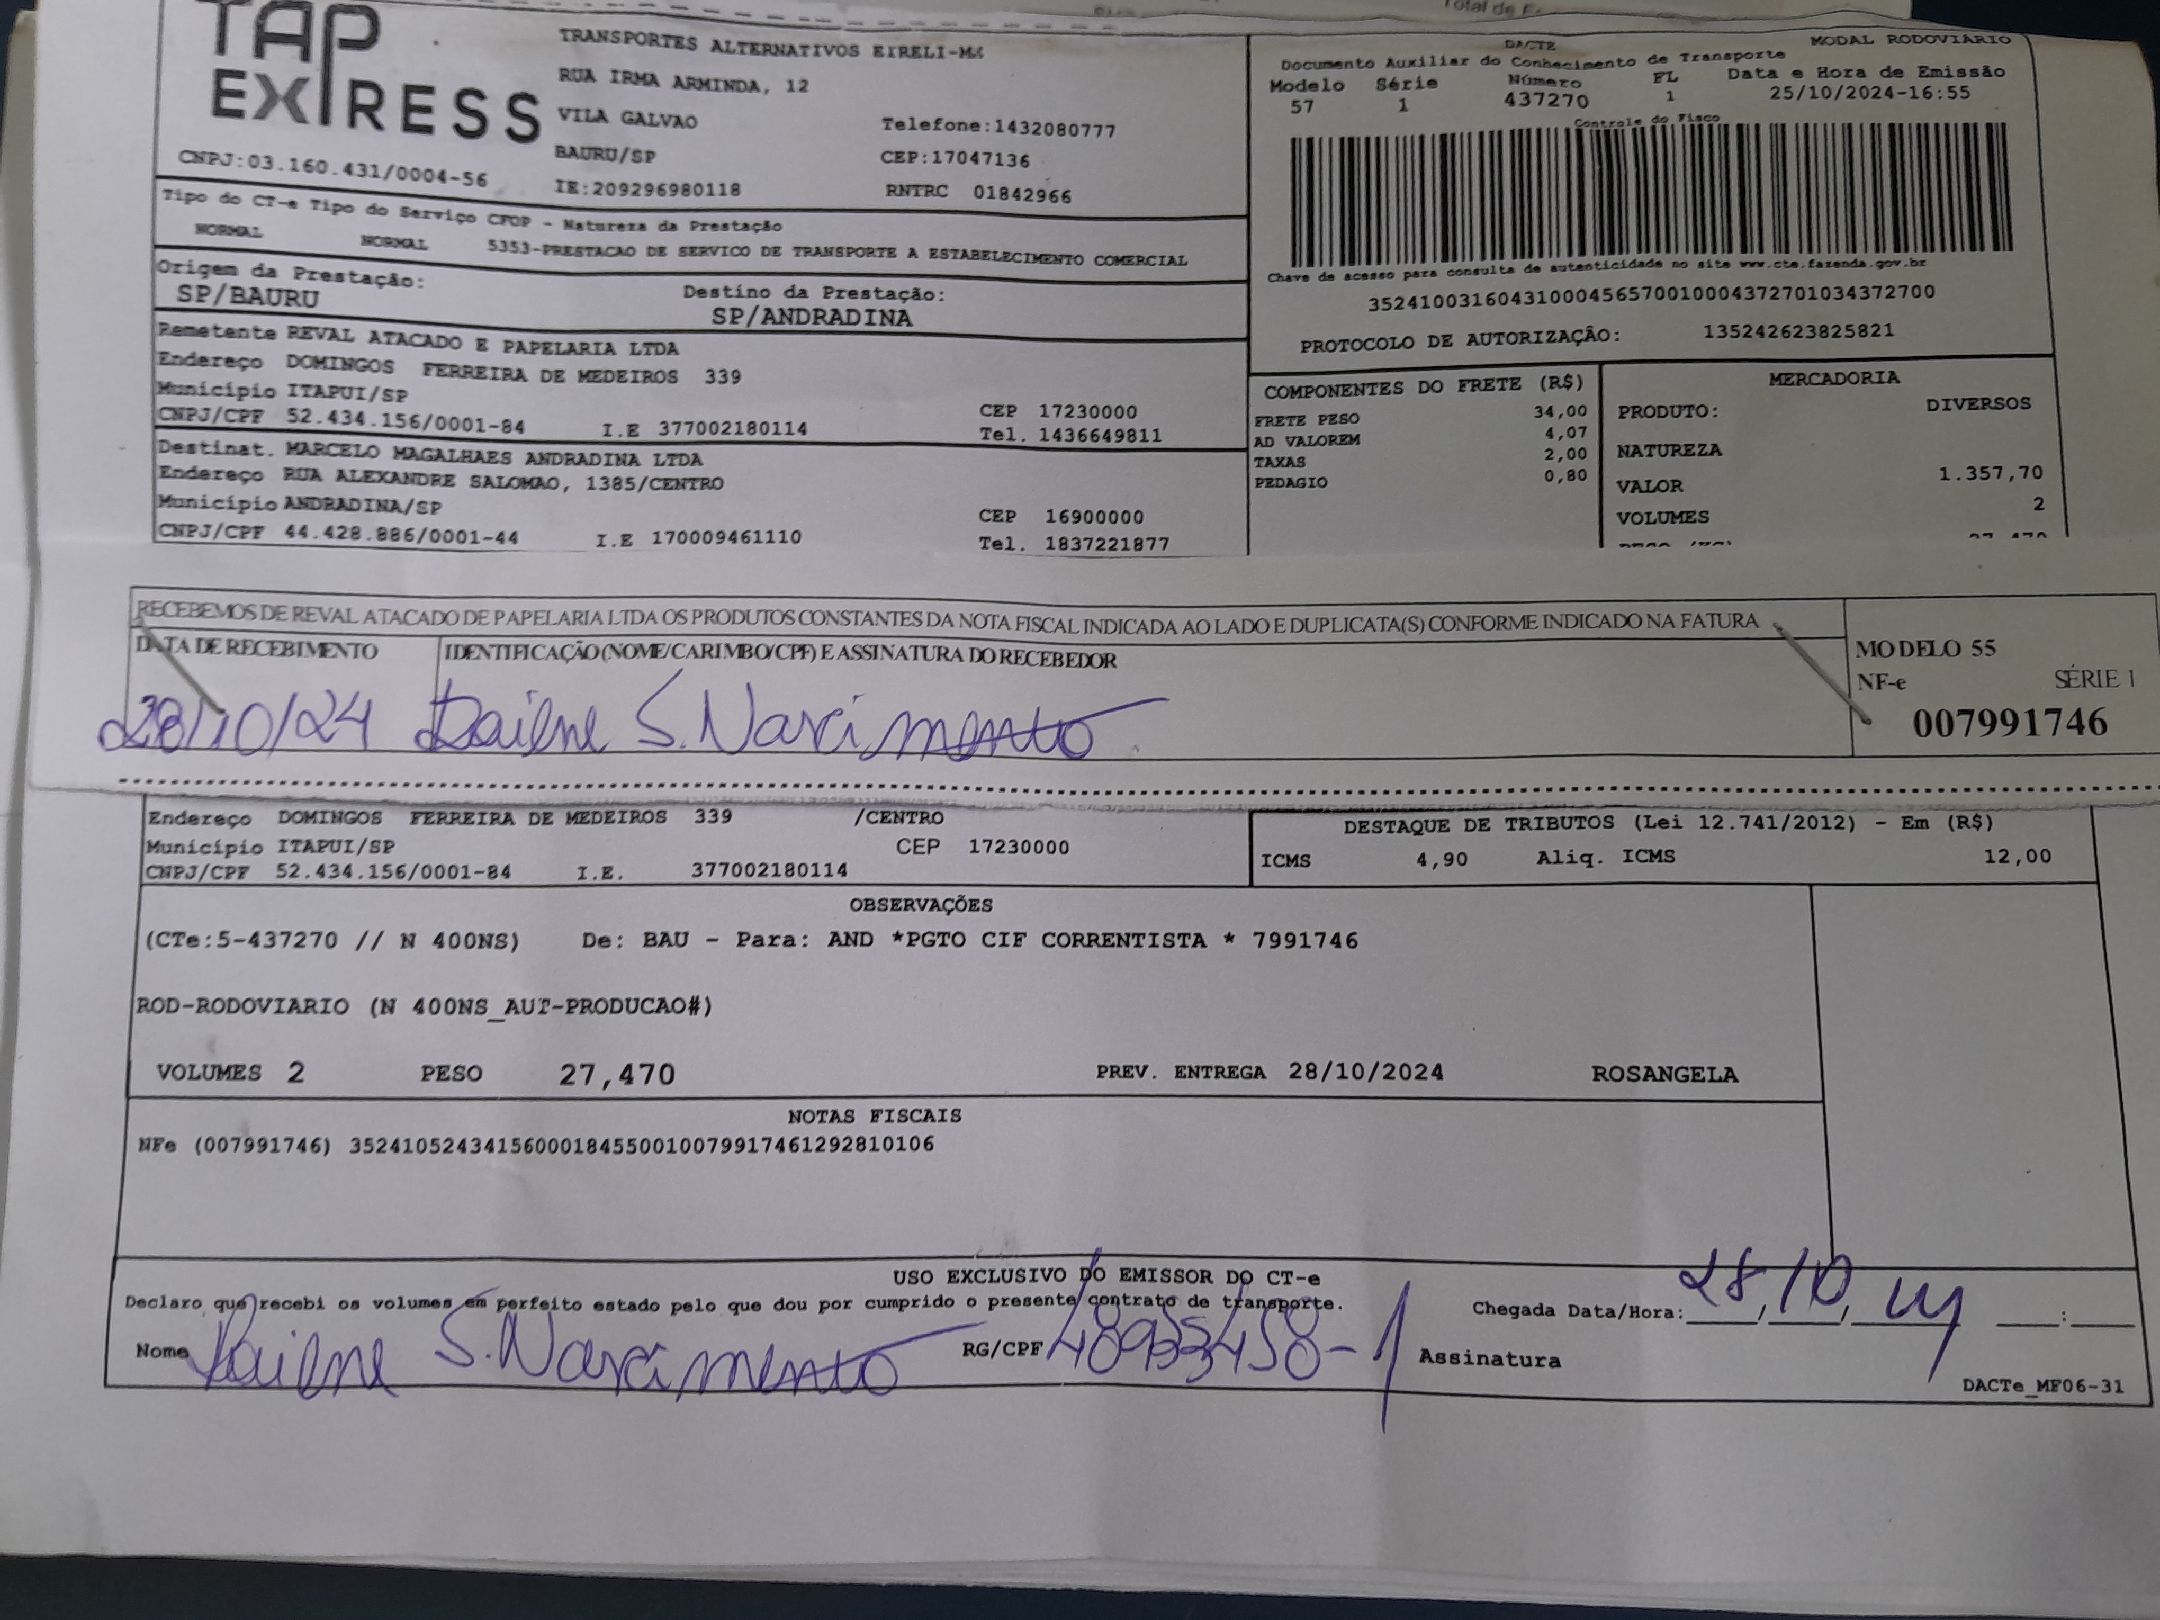 Total de
TAP EXPRESS
CNPJ:03.160.431/0004-56
TRANSPORTES ALTERNATIVOS EIRELI-MA
RUA IRMA ARMINDA, 12
VILA GALVAO
Telefone:1432080777
BAURU/SP
CEP:17047136
IE:209296980118
RNTRC 01842966
DACTE
MODAL RODOVIARIO
Documento Auxiliar do Conhecimento de Transporte
Modelo Série Número FL Data e Hora de Emissão
57 1 437270 1 25/10/2024-16:55
Controle do Fisco
Chave de acesso para consulta de autenticidade no site www.cte.fazenda.gov.br
35241003160431000456570010004372701034372700
PROTOCOLO DE AUTORIZAÇÃO: 135242623825821
Tipo do CT-e Tipo do Serviço CFOP - Natureza da Prestação
NORMAL NORMAL 5353-PRESTACAO DE SERVICO DE TRANSPORTE A ESTABELECIMENTO COMERCIAL
Origem da Prestação:
SP/BAURU
Destino da Prestação:
SP/ANDRADINA
Remetente REVAL ATACADO E PAPELARIA LTDA
Endereço DOMINGOS FERREIRA DE MEDEIROS 339
Município ITAPUI/SP
CEP 17230000
CNPJ/CPF 52.434.156/0001-84 I.E 377002180114
Tel. 1436649811
Destinat. MARCELO MAGALHAES ANDRADINA LTDA
Endereço RUA ALEXANDRE SALOMAO, 1385/CENTRO
Município ANDRADINA/SP
CEP 16900000
CNPJ/CPF 44.428.886/0001-44 I.E 170009461110
Tel. 1837221877
COMPONENTES DO FRETE (R$)
FRETE PESO 34,00
AD VALOREM 4,07
TAXAS 2,00
PEDAGIO 0,80
MERCADORIA
PRODUTO: DIVERSOS
NATUREZA
VALOR 1.357,70
VOLUMES 2
RECEBEMOS DE REVAL ATACADO DE PAPELARIA LTDA OS PRODUTOS CONSTANTES DA NOTA FISCAL INDICADA AO LADO E DUPLICATA(S) CONFORME INDICADO NA FATURA
DATA DE RECEBIMENTO
IDENTIFICAÇÃO (NOME/CARIMBO/CPF) E ASSINATURA DO RECEBEDOR
28/10/24 Daiene S. Nascimento
MODELO 55
NF-e SÉRIE 1
007991746
Endereço DOMINGOS FERREIRA DE MEDEIROS 339 /CENTRO
Município ITAPUI/SP CEP 17230000
CNPJ/CPF 52.434.156/0001-84 I.E. 377002180114
DESTAQUE DE TRIBUTOS (Lei 12.741/2012) - Em (R$)
ICMS 4,90 Aliq. ICMS 12,00
OBSERVAÇÕES
(CTe:5-437270 // N 400NS) De: BAU - Para: AND *PGTO CIF CORRENTISTA * 7991746
ROD-RODOVIARIO (N 400NS_AUT-PRODUCAO#)
VOLUMES 2 PESO 27,470 PREV. ENTREGA 28/10/2024 ROSANGELA
NOTAS FISCAIS
NFe (007991746) 35241052434156000184550010079917461292810106
USO EXCLUSIVO DO EMISSOR DO CT-e
Declaro que recebi os volumes em perfeito estado pelo que dou por cumprido o presente contrato de transporte.
Chegada Data/Hora: 28/10/24 :
Nome Daiene S. Nascimento RG/CPF
Assinatura
DACTe_MF06-31